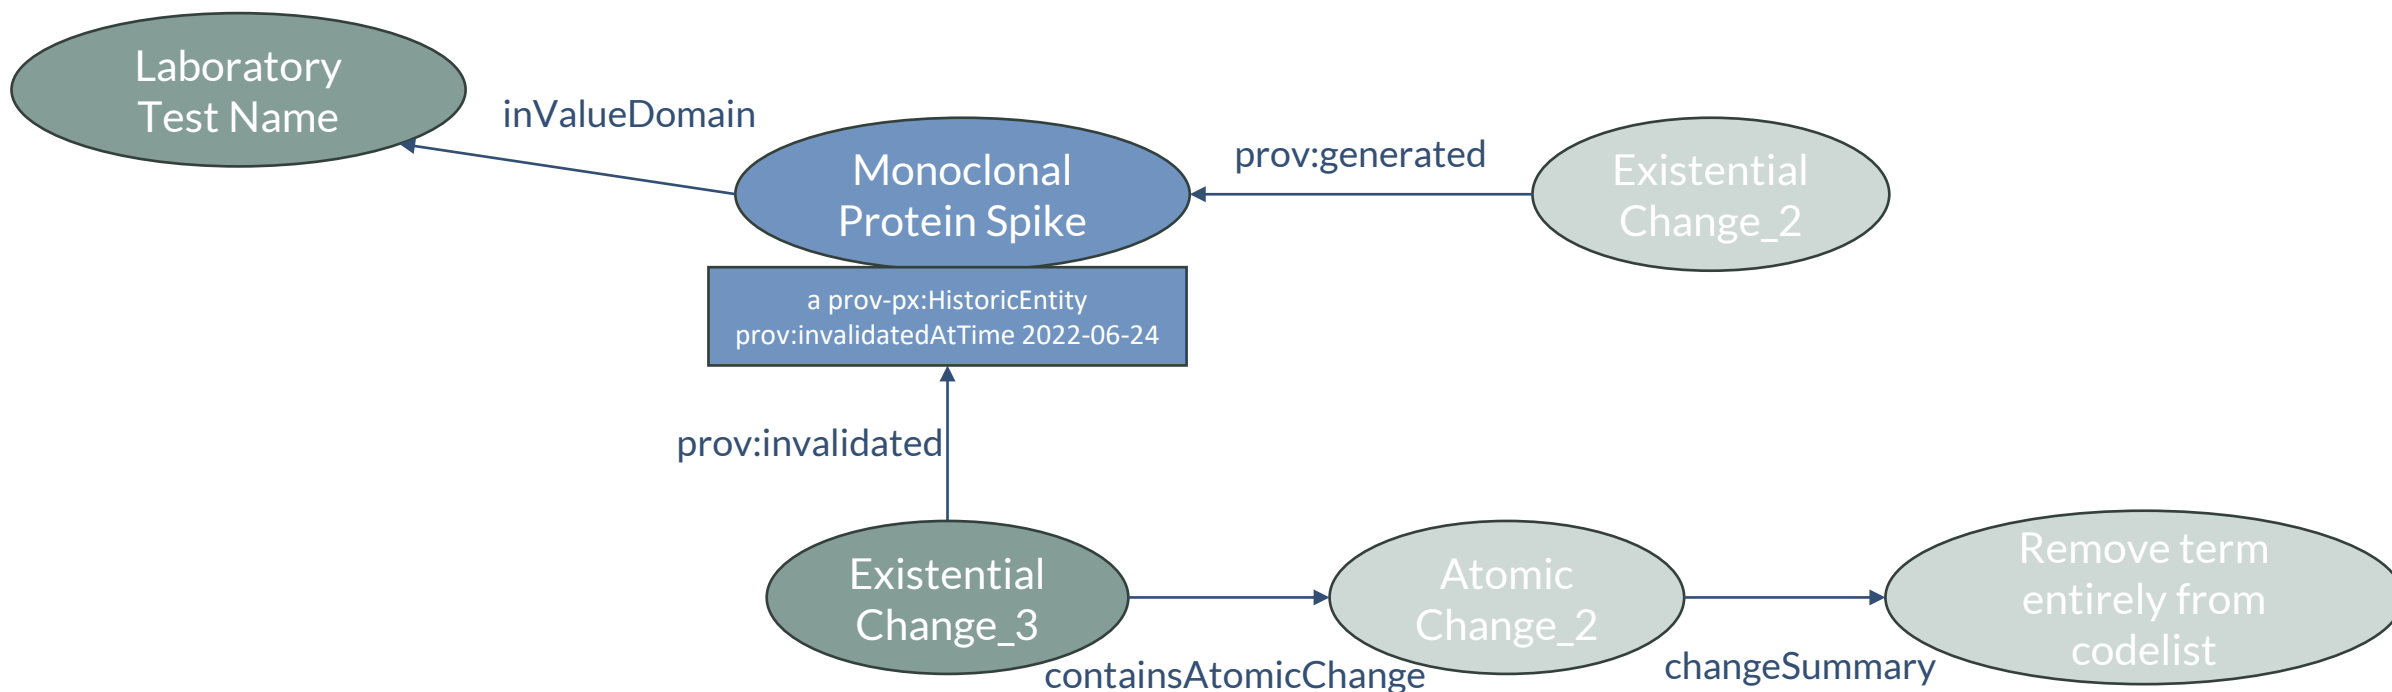 Laboratory
Test Name
inValueDomain
Monoclonal
Protein Spike
prov:generated
Existential
Change_2
a prov-px:HistoricEntity
prov:invalidatedAtTime 2022-06-24
prov:invalidated
Existential
Change_3
containsAtomicChange
Atomic
Change_2
changeSummary
Remove term
entirely from
codelist